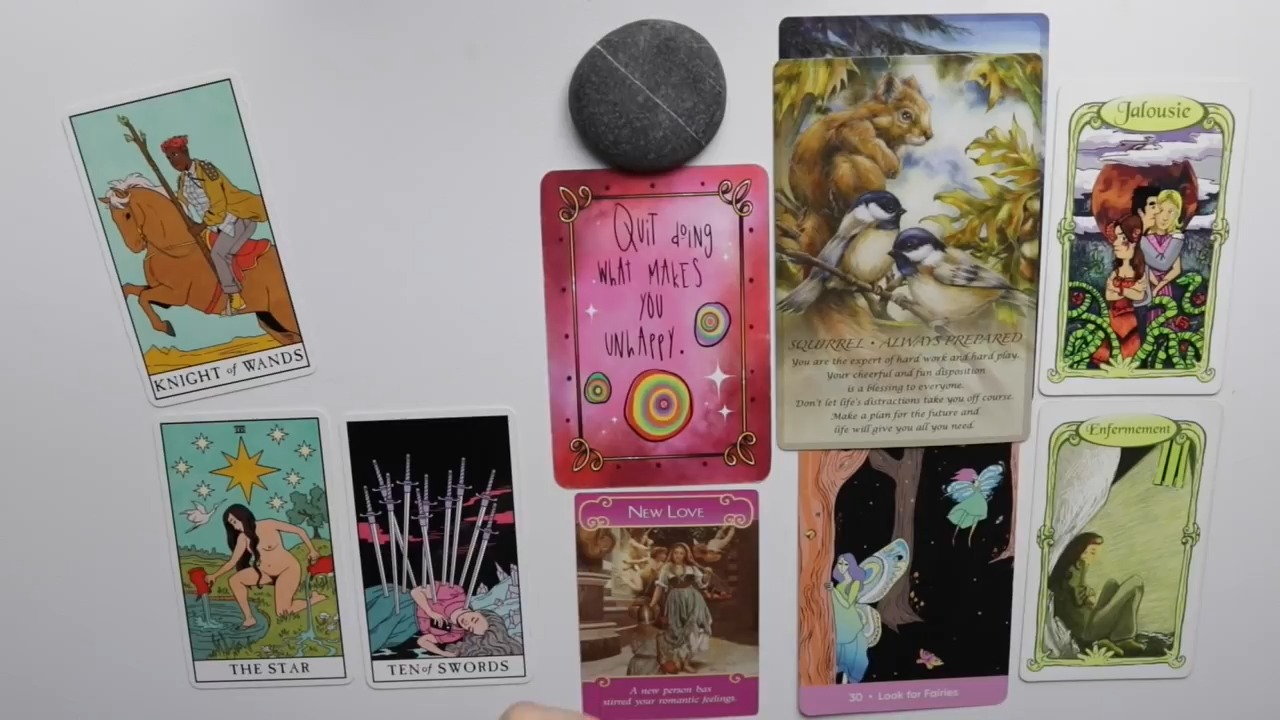 KNIGHT of WANDS
THE STAR
TEN of SWORDS
QUIT doING
WHAT MAKES
YOU
UNHAPPY.
NEW LOVE
A new person has
stirred your romantic feelings.
SQUIRREL • ALWAYS PREPARED
You are the expert of hard work and hard play.
Your cheerful and fun disposition
is a blessing to everyone.
Don't let life's distractions take you off course.
Make a plan for the future and
life will give you all you need.
30 • Look for Fairies
Jalousie
Enfermement